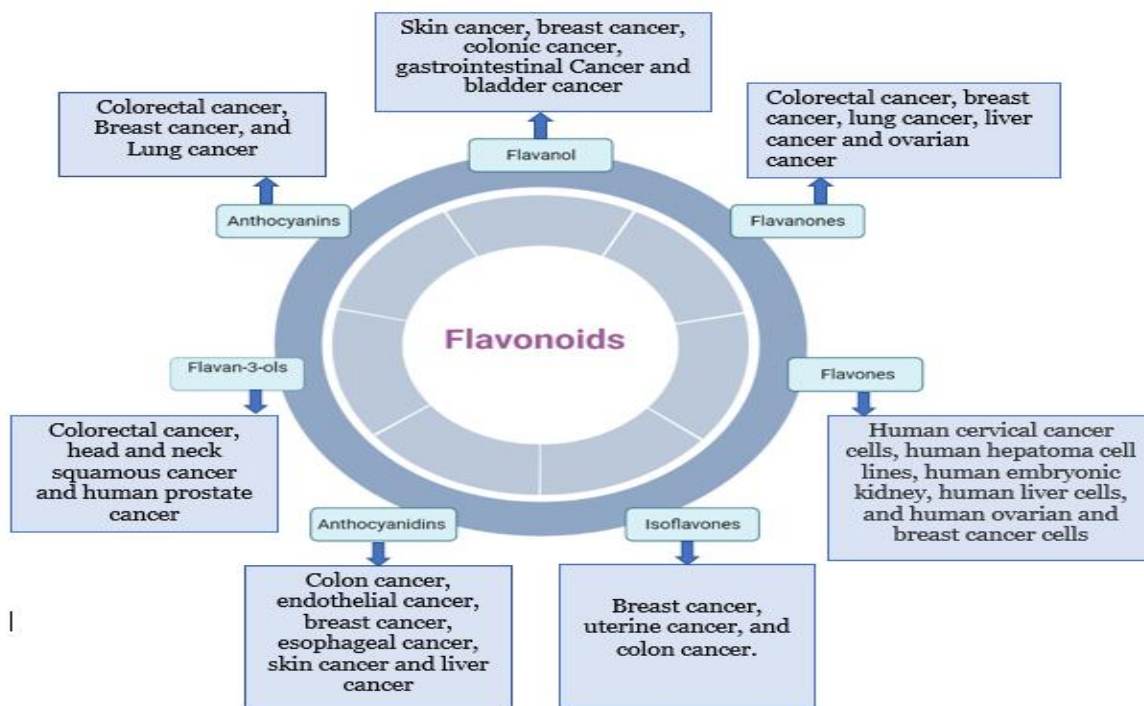 Skin cancer, breast cancer,
colonic cancer,
gastrointestinal Cancer and
bladder cancer
Colorectal cancer,
Breast cancer, and
Lung cancer
Colorectal cancer, breast
cancer, lung cancer, liver
cancer and ovarian
cancer
Flavanol
Anthocyanins
Flavanones
Flavonoids
Flavan-3-ols
Flavones
Colorectal cancer,
head and neck
squamous cancer
and human prostate
cancer
Human cervical cancer
cells, human hepatoma cell
lines, human embryonic
kidney, human liver cells,
and human ovarian and
breast cancer cells
Anthocyanidins
Isoflavones
Colon cancer,
endothelial cancer,
breast cancer,
esophageal cancer,
skin cancer and liver
cancer
Breast cancer,
uterine cancer, and
colon cancer.